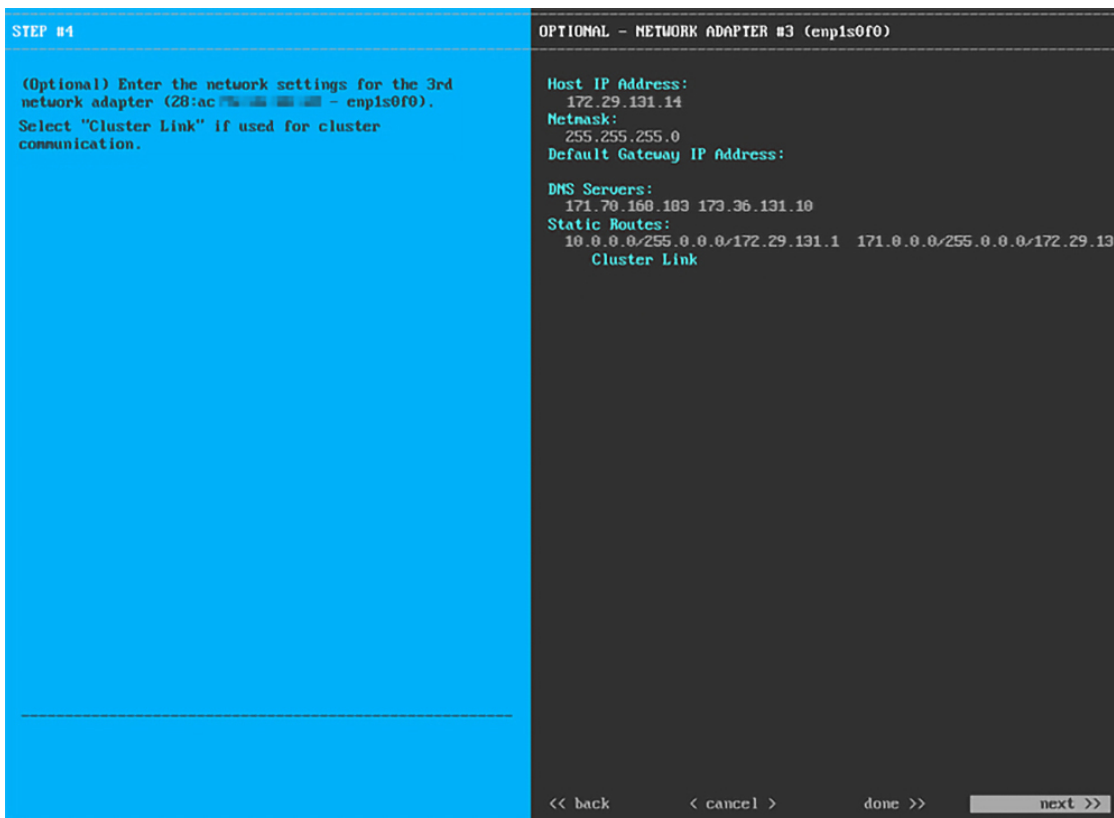 STEP #4
(Optional) Enter the network settings for the 3rd
network adapter (28:ac - enp1s0f0).
Select "Cluster Link" if used for cluster
communication.
OPTIONAL - NETWORK ADAPTER #3 (enp1s0f0)
Host IP Address:
172.29.131.14
Netmask:
255.255.255.0
Default Gateway IP Address:
DNS Servers:
171.70.168.183 173.36.131.10
Static Routes:
10.0.0.0/255.0.0.0/172.29.131.1 171.0.0.0/255.0.0.0/172.29.13
Cluster Link
<< back < cancel > done >> next >>